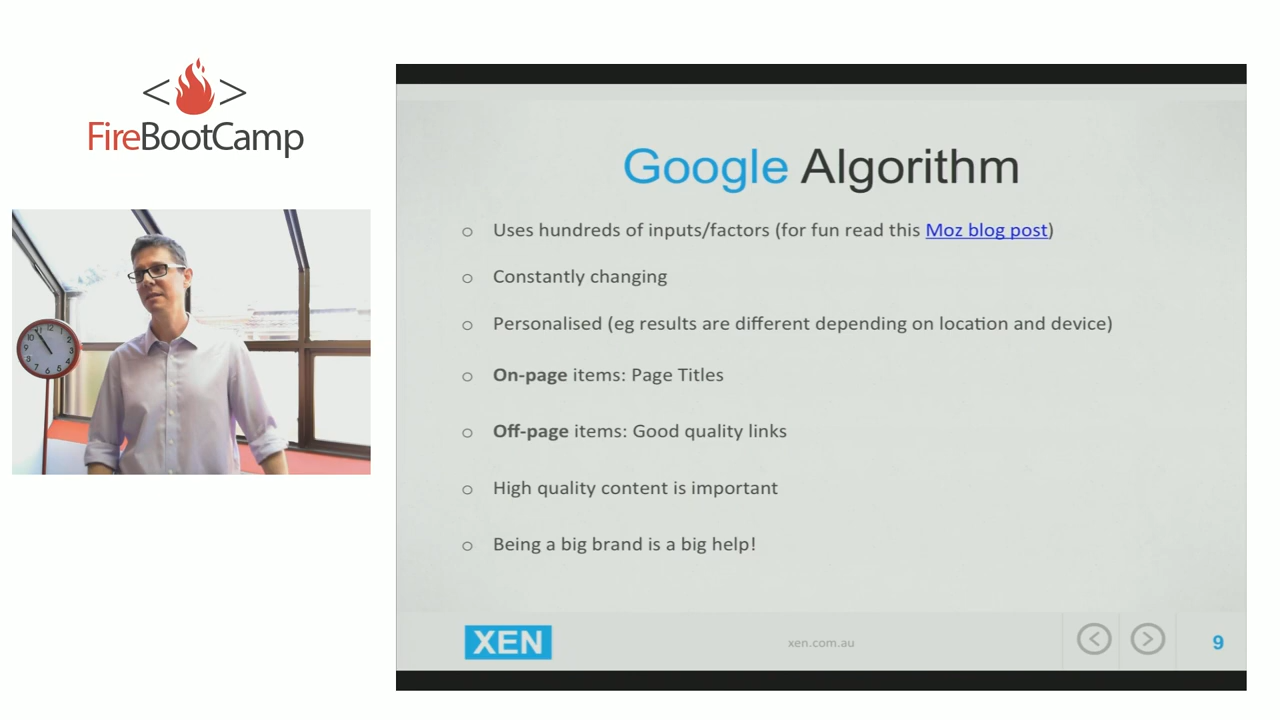 FireBootCamp
Google Algorithm
Uses hundreds of inputs/factors (for fun read this Moz blog post)
Constantly changing
Personalised (eg results are different depending on location and device)
On-page items: Page Titles
Off-page items: Good quality links
High quality content is important
Being a big brand is a big help!
XEN
xen.com.au
9